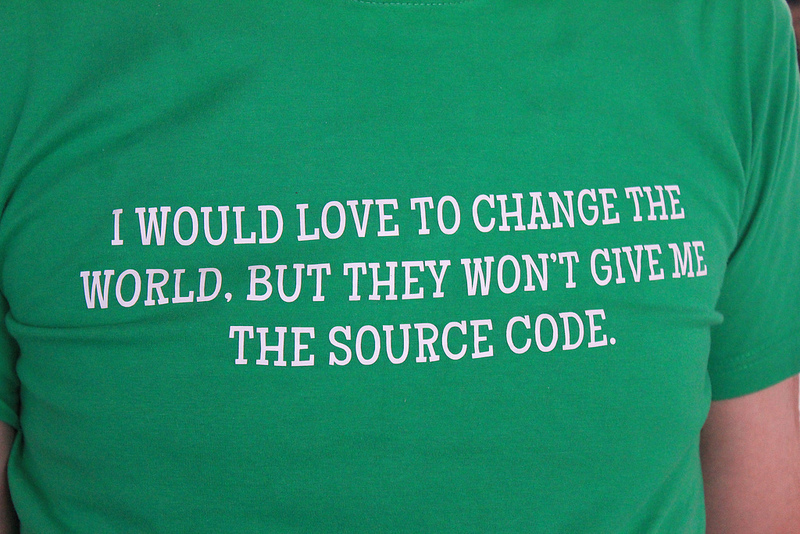 I WOULD LOVE TO CHANGE THE
WORLD, BUT THEY WON'T GIVE ME
THE SOURCE CODE.